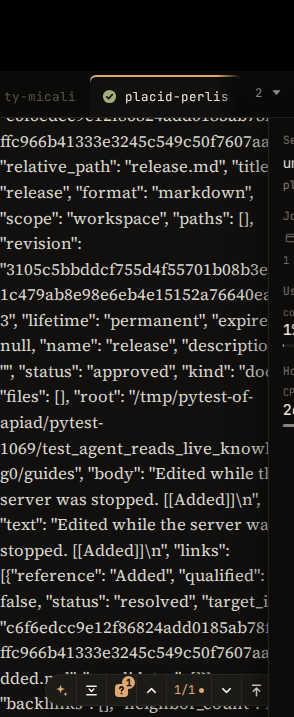 ty-micali
placid-perlis
2
ffc966b41333e3245c549c50f7607aa
"relative_path": "release.md", "title
"release", "format": "markdown",
"scope": "workspace", "paths": [],
"revision":
"3105c5bbddcf755d4f55701b08b3e
1c479ab8e98e6eb4e15152a76640ea
3", "lifetime": "permanent", "expire
null, "name": "release", "descriptio
"", "status": "approved", "kind": "doc
"files": [], "root": "/tmp/pytest-of-
apiad/pytest-
1069/test_agent_reads_live_knowl
g0/guides", "body": "Edited while th
server was stopped. [[Added]]\n",
"text": "Edited while the server wa
stopped. [[Added]]\n", "links":
[{"reference": "Added", "qualified":
false, "status": "resolved", "target_i
"c6f6edcc9e12f86824add0185ab78f
ffc966b41333e3245c549c50f7607aa
1
1/1
"backlinks